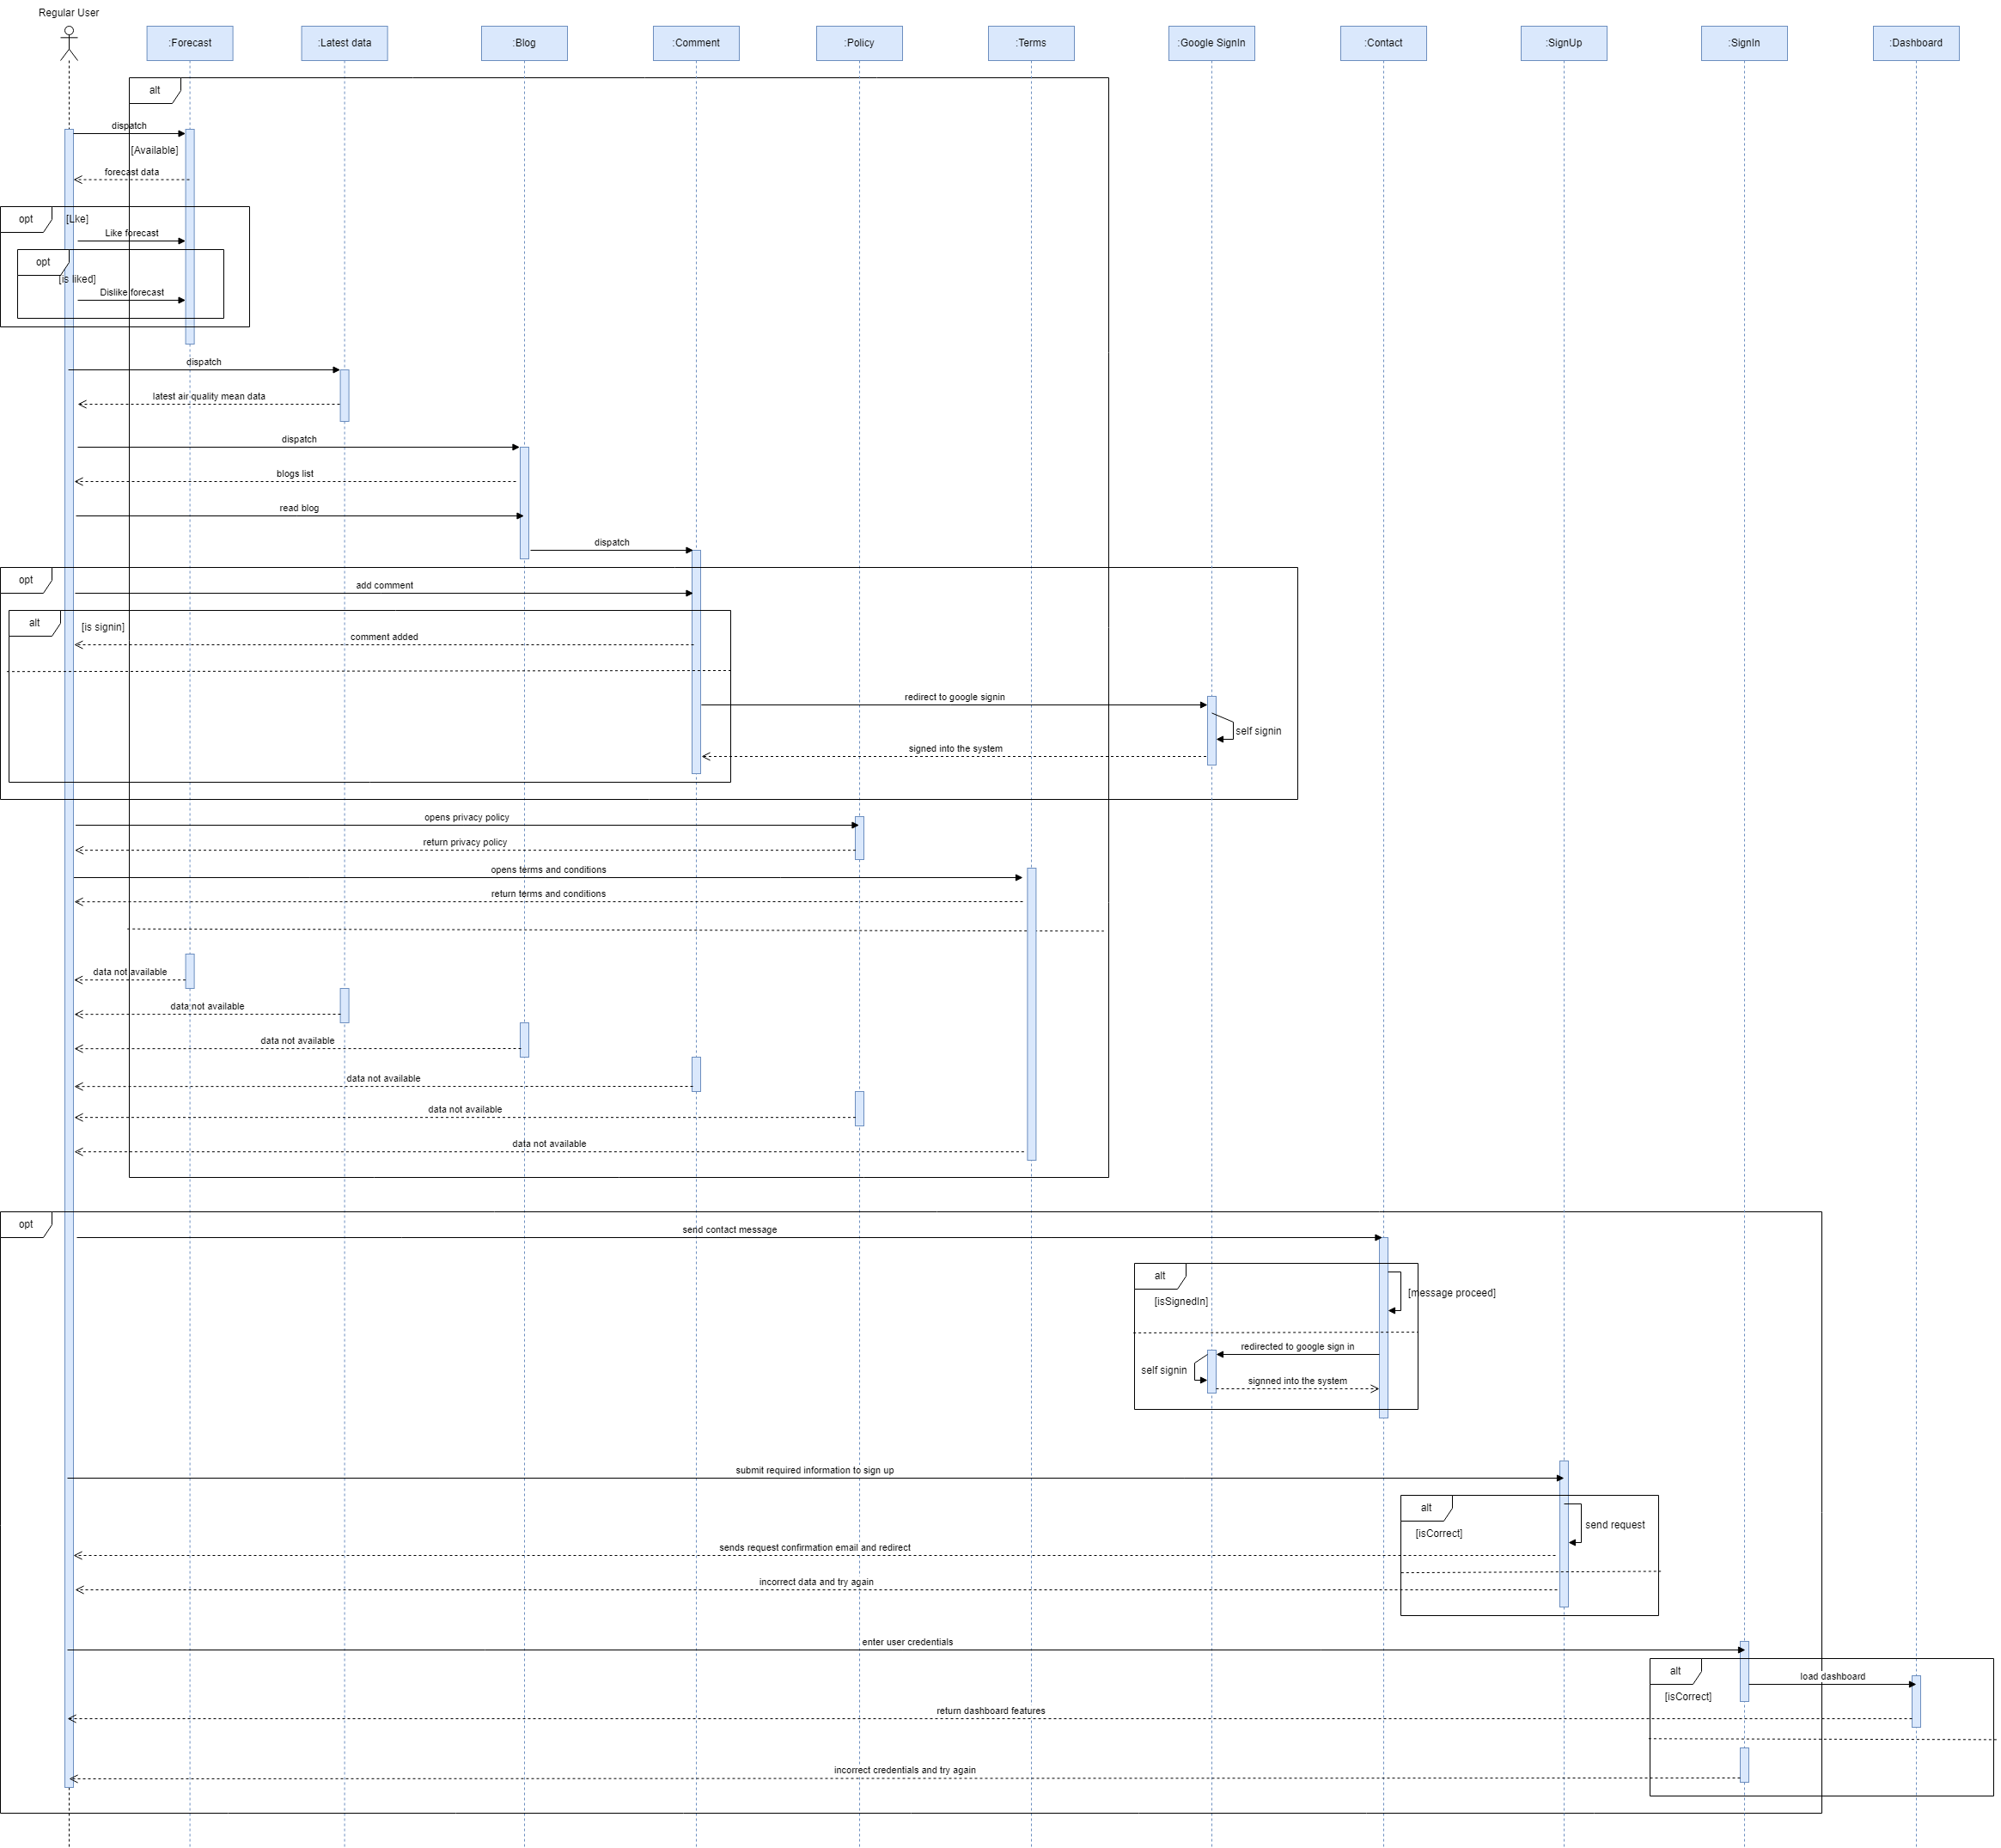 Regular User
:Forecast
:Latest data
:Blog
:Comment
:Policy
:Terms
:Google SignIn
:Contact
:SignUp
:SignIn
:Dashboard
alt
dispatch
[Available]
forecast data
opt
[Lke]
Like forecast
opt
[is liked]
Dislike forecast
dispatch
latest air quality mean data
dispatch
blogs list
read blog
dispatch
opt
add comment
alt
[is signin]
comment added
redirect to google signin
self signin
signed into the system
opens privacy policy
return privacy policy
opens terms and conditions
return terms and conditions
data not available
data not available
data not available
data not available
data not available
data not available
opt
send contact message
alt
[message proceed]
[isSignedIn]
redirected to google sign in
self signin
signned into the system
submit required information to sign up
alt
send request
[isCorrect]
sends request confirmation email and redirect
incorrect data and try again
enter user credentials
alt
load dashboard
[isCorrect]
return dashboard features
incorrect credentials and try again